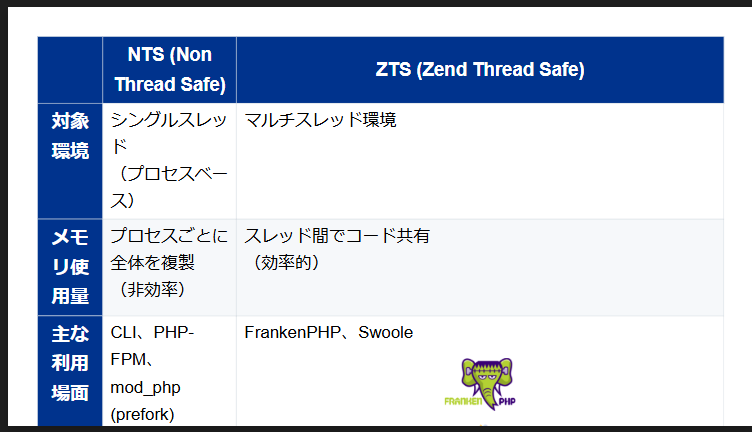 NTS (Non
Thread Safe)
ZTS (Zend Thread Safe)
対象
環境
シングルスレッ
ド
（プロセスベー
ス）
マルチスレッド環境
メモ
リ使
用量
プロセスごとに
全体を複製
（非効率）
スレッド間でコード共有
（効率的）
主な
利用
場面
CLI、PHP-
FPM、
mod_php
(prefork)
FrankenPHP、Swoole
FRANKEN PHP